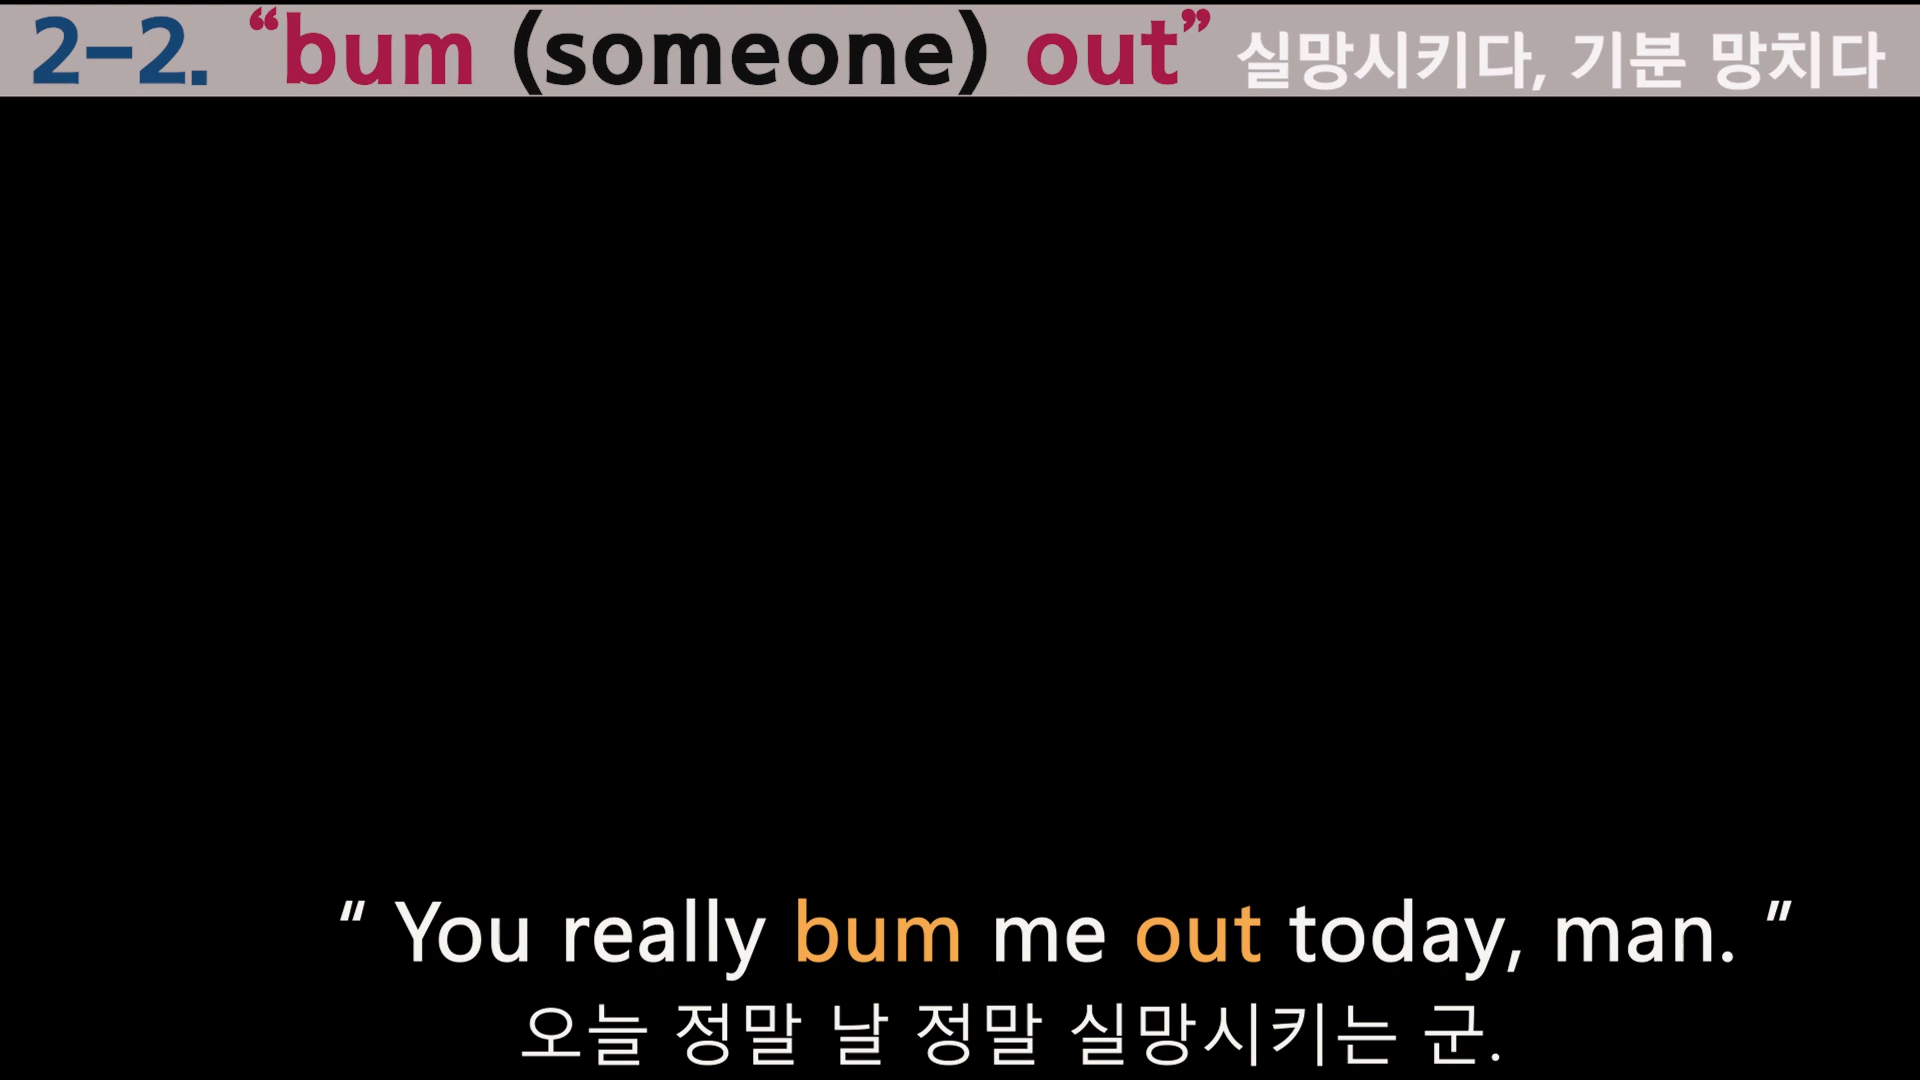 2-2. “bum (someone) out” 실망시키다, 기분 망치다
“ You really bum me out today, man. ”
오늘 정말 날 정말 실망시키는 군.